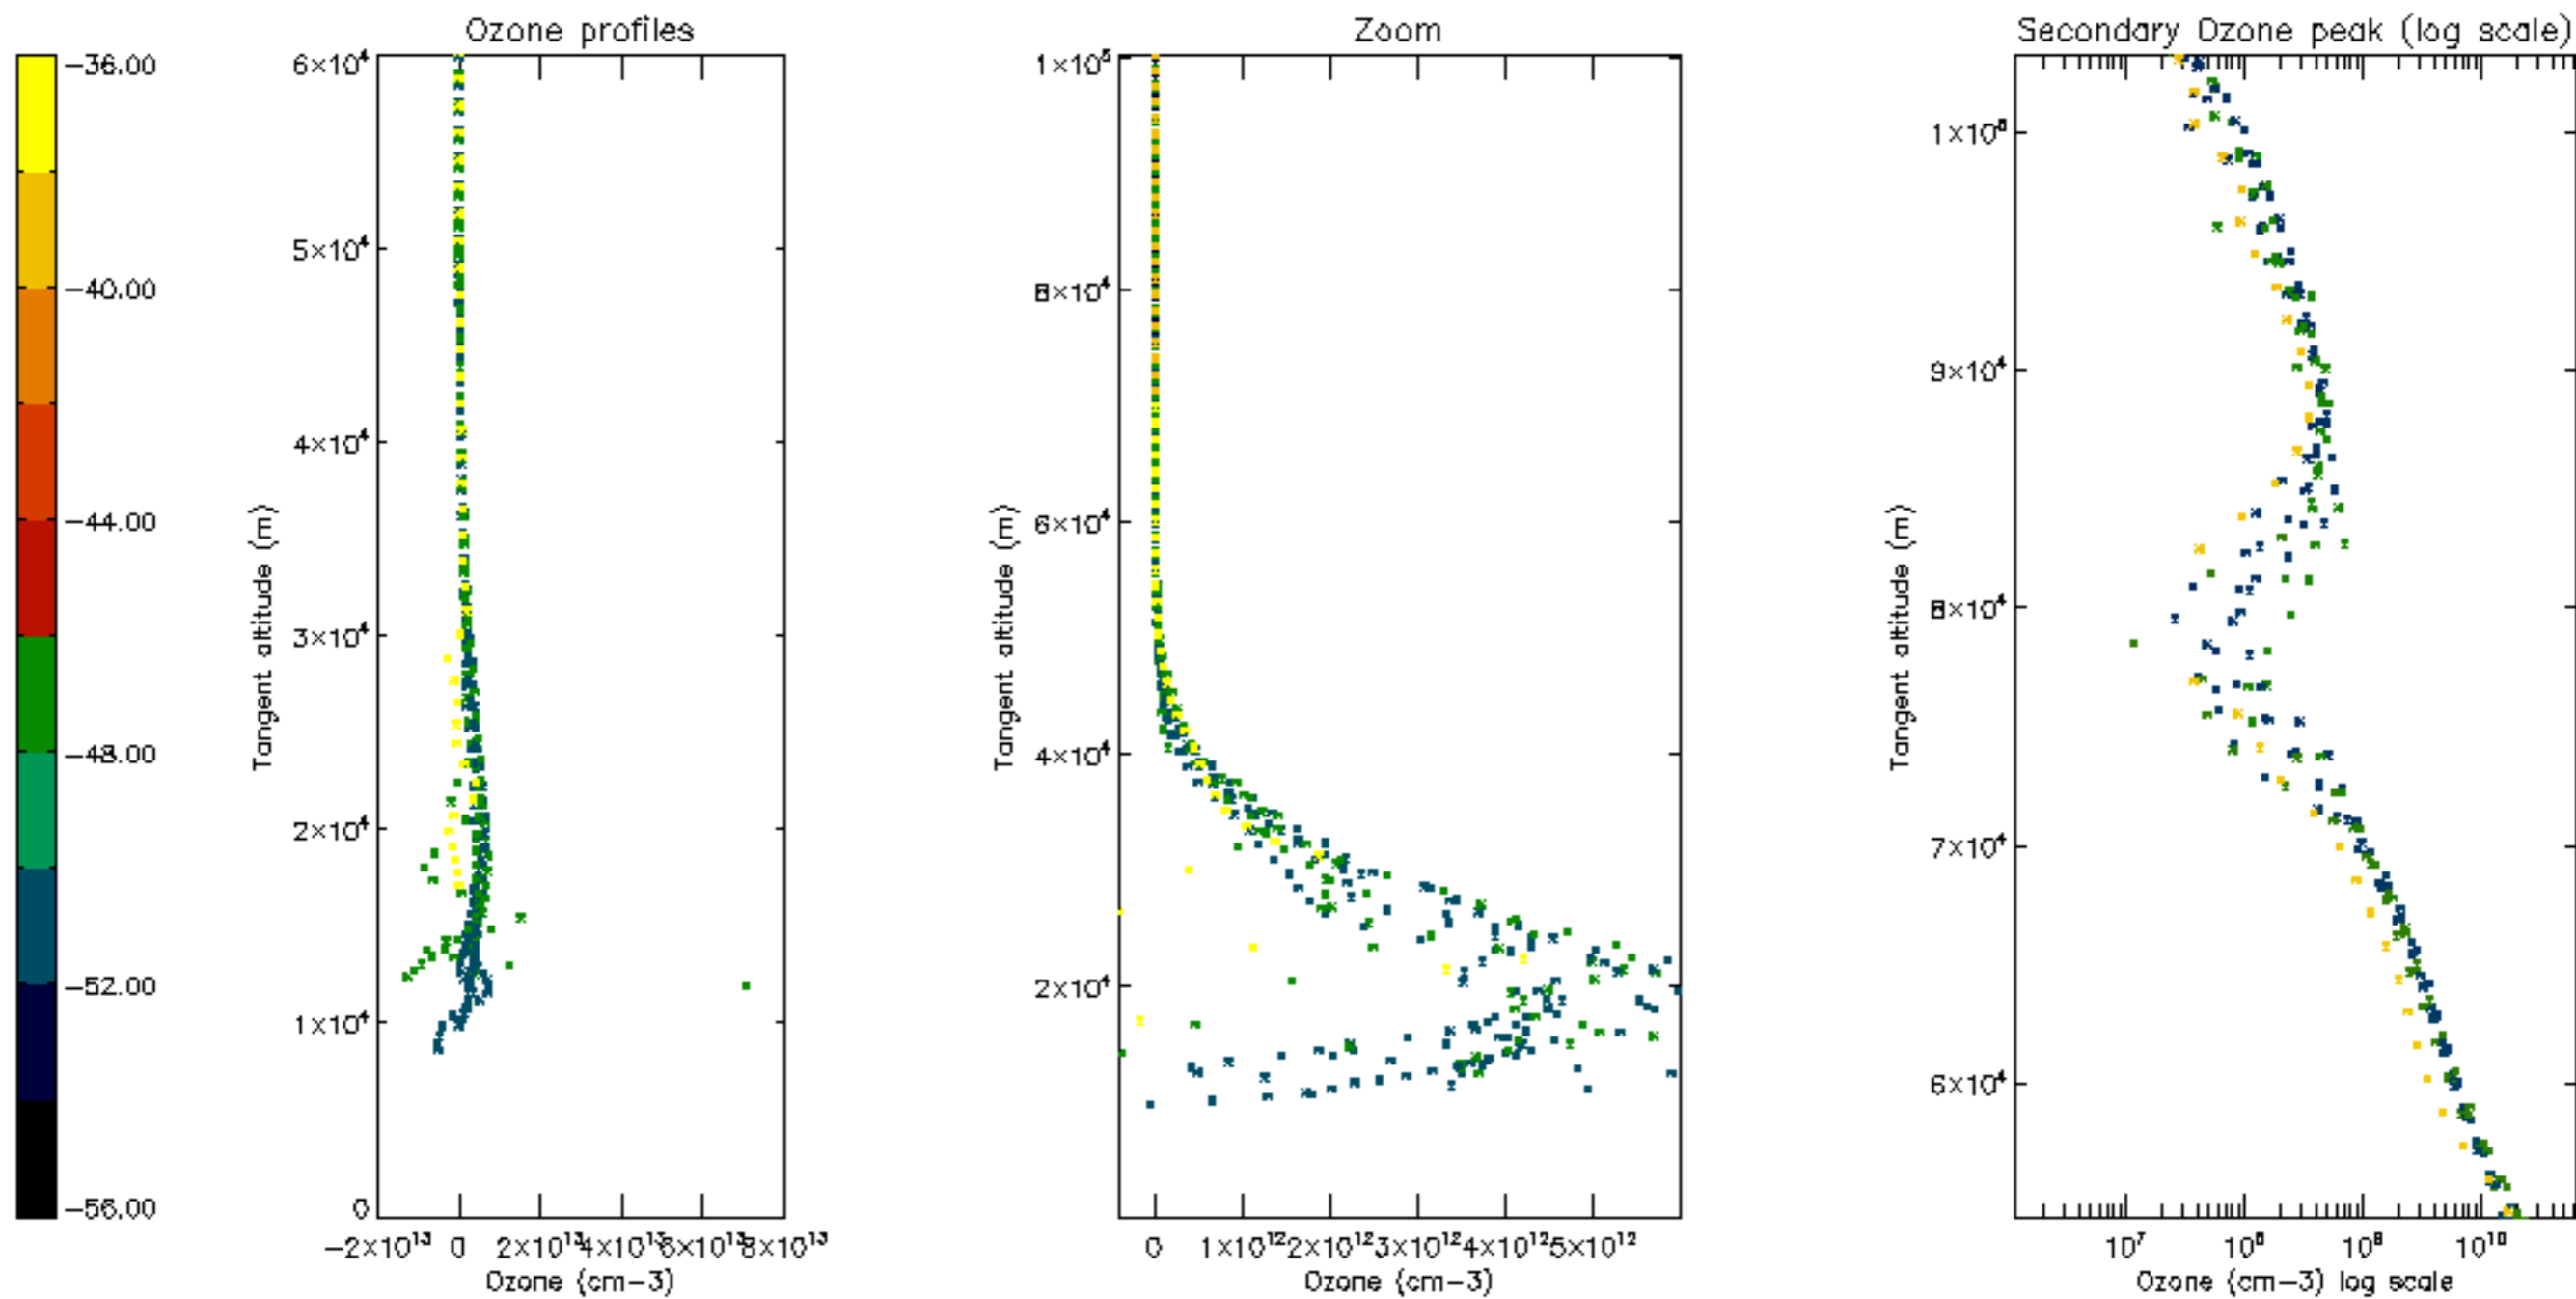 Ozone profiles
Zoom
Secondary Ozone peak (log scale)
-36.00
-40.00
-44.00
-48.00
-52.00
-56.00
6×10⁴
5×10⁴
4×10⁴
3×10⁴
2×10⁴
1×10⁴
0
Tangent altitude (m)
-2×10¹³ 0 2×10¹³ 4×10¹³ 6×10¹³ 8×10¹³
Ozone (cm-3)
1×10⁵
8×10⁴
6×10⁴
4×10⁴
2×10⁴
Tangent altitude (m)
0 1×10¹² 2×10¹² 3×10¹² 4×10¹² 5×10¹²
Ozone (cm-3)
1×10⁵
9×10⁴
8×10⁴
7×10⁴
6×10⁴
Tangent altitude (m)
10⁷ 10⁸ 10⁹ 10¹⁰
Ozone (cm-3) log scale